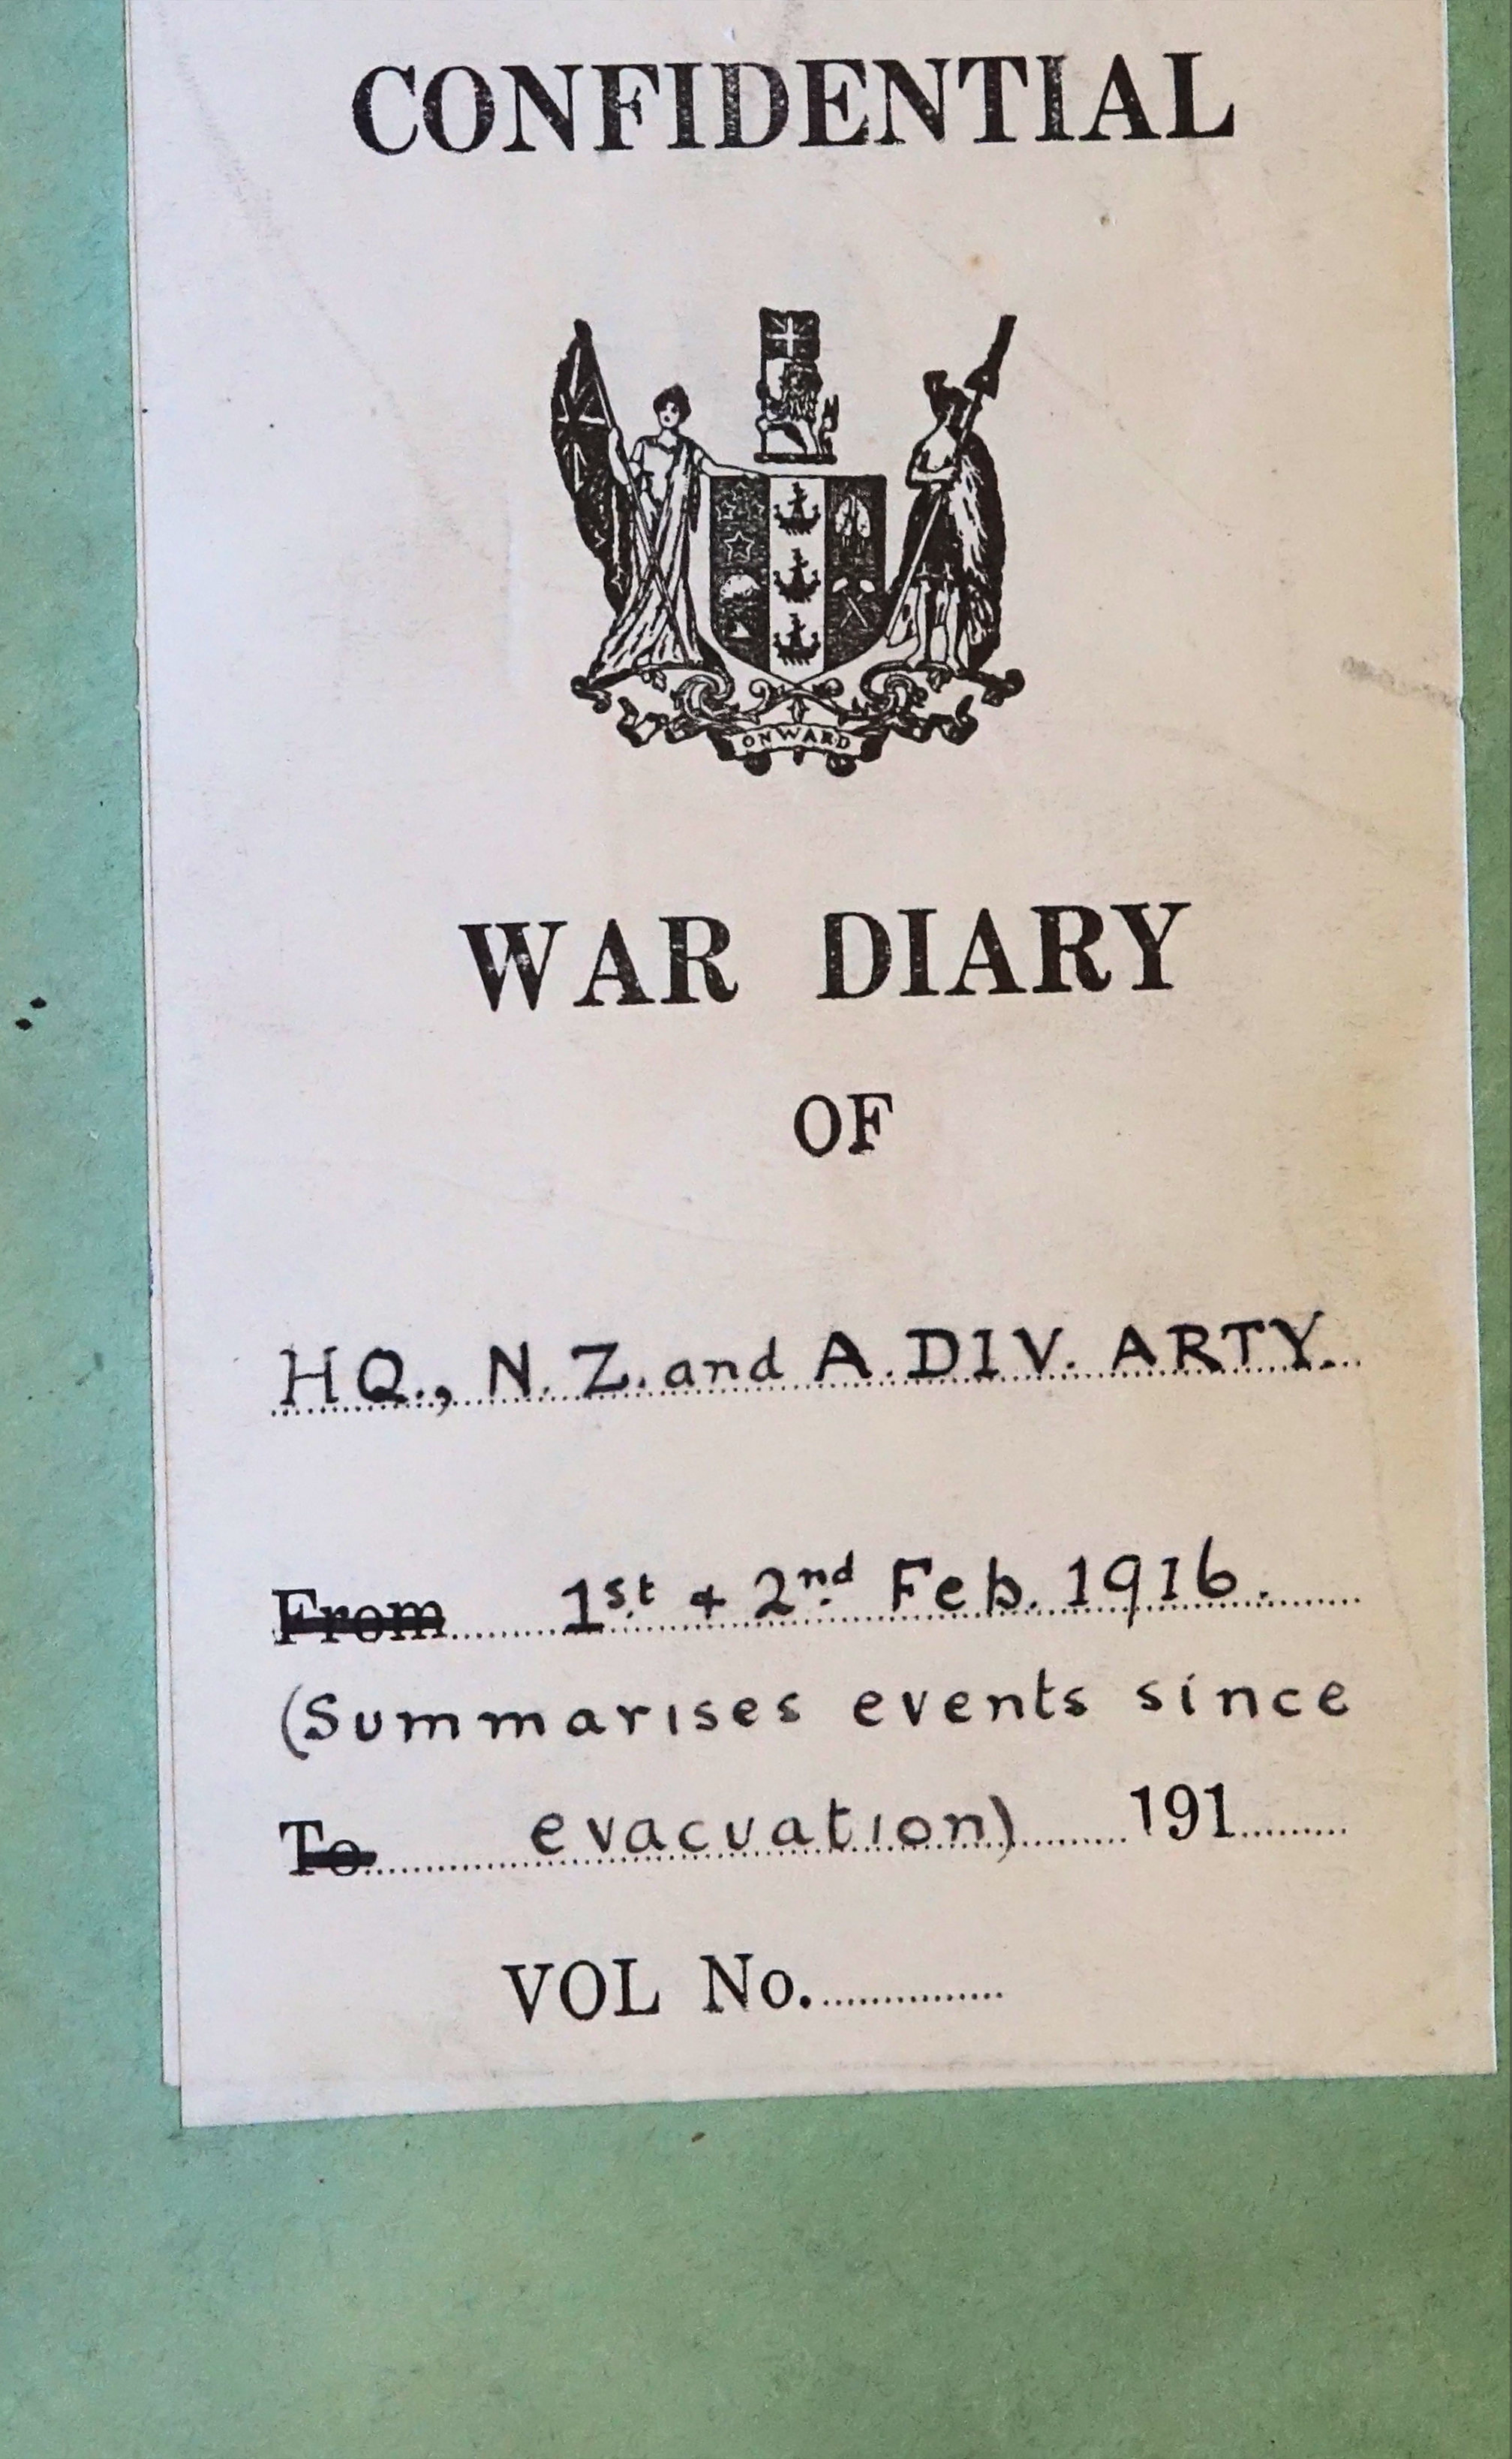 CONFIDENTIAL
ONWARD
WAR DIARY
OF
HQ., N. Z. and A. DIV. ARTY.
From 1st + 2nd Feb. 1916.
(Summarises events since
To evacuation) 191
VOL No.